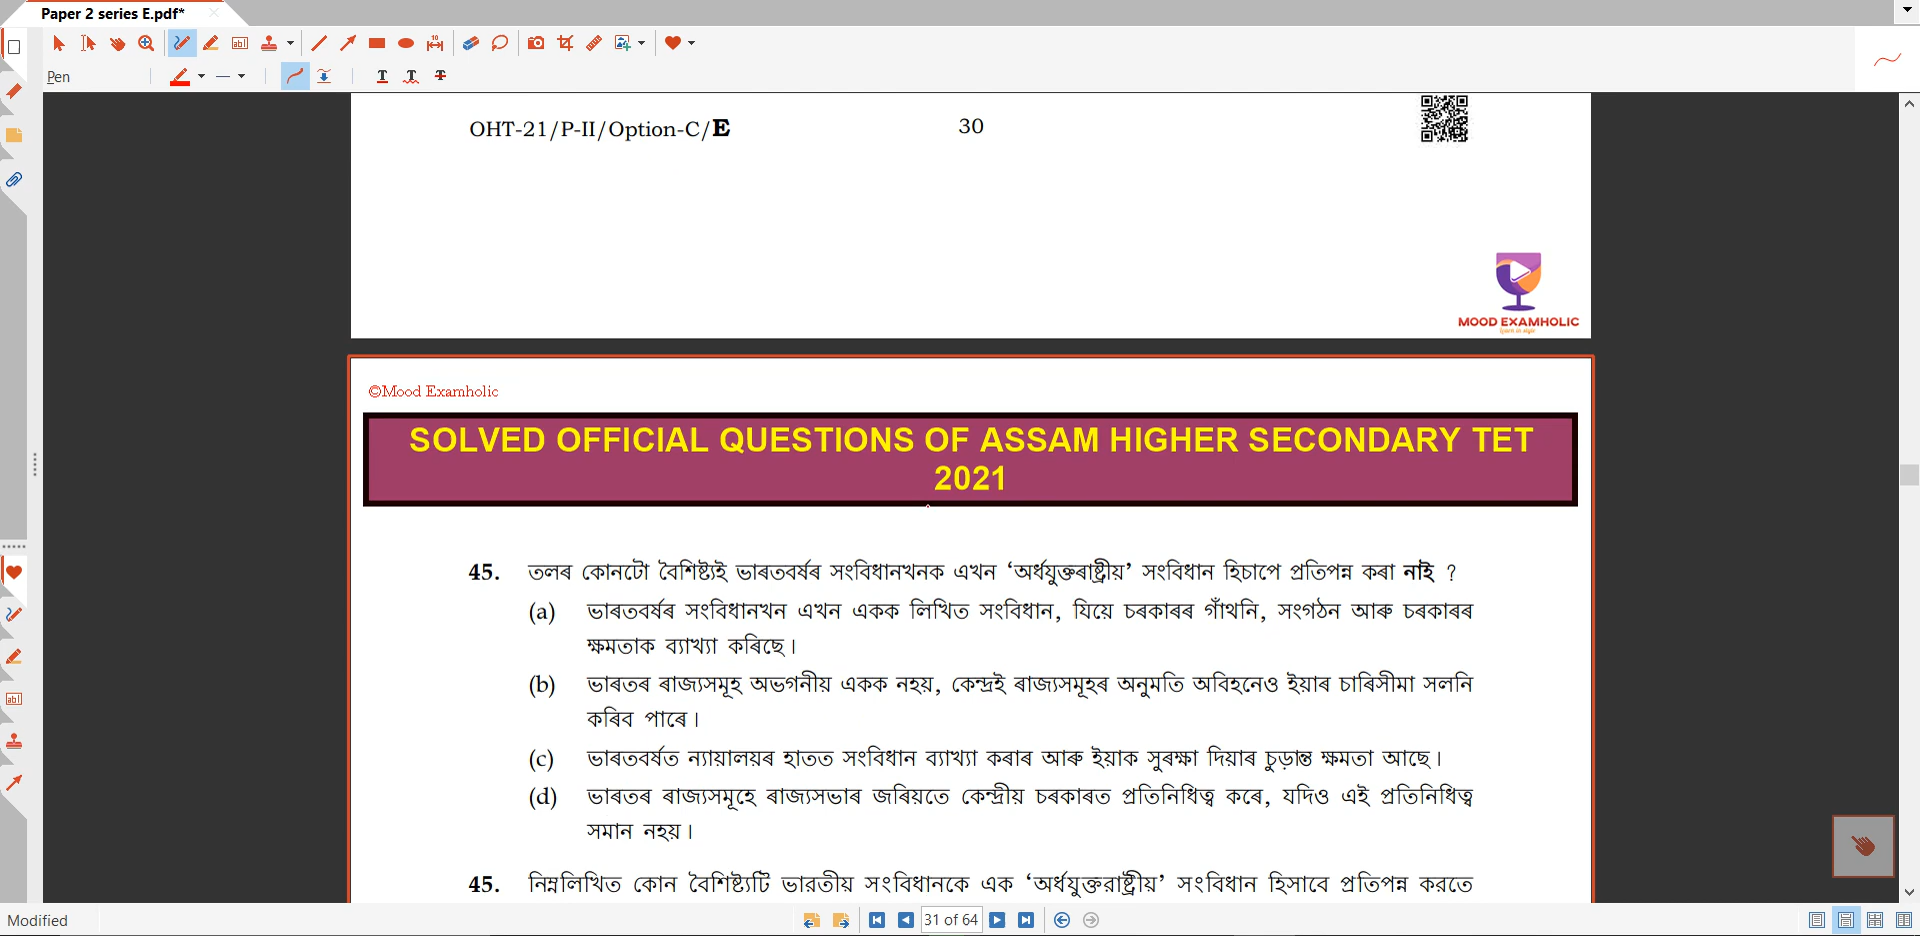 Paper 2 series E.pdf*
Pen
OHT-21/P-II/Option-C/E 30
MOOD EXAMHOLIC
learn in style
©Mood Examholic
SOLVED OFFICIAL QUESTIONS OF ASSAM HIGHER SECONDARY TET
2021
45. তলৰ কোনটো বৈশিষ্ট্যই ভাৰতবৰ্ষৰ সংবিধানখনক এখন ‘অৰ্ধযুক্তৰাষ্ট্ৰীয়’ সংবিধান হিচাপে প্ৰতিপন্ন কৰা নাই ?
(a) ভাৰতবৰ্ষৰ সংবিধানখন এখন একক লিখিত সংবিধান, যিয়ে চৰকাৰৰ গাঁথনি, সংগঠন আৰু চৰকাৰৰ
ক্ষমতাক ব্যাখ্যা কৰিছে।
(b) ভাৰতৰ ৰাজ্যসমূহ অভগনীয় একক নহয়, কেন্দ্ৰই ৰাজ্যসমূহৰ অনুমতি অবিহনেও ইয়াৰ চাৰিসীমা সলনি
কৰিব পাৰে।
(c) ভাৰতবৰ্ষত ন্যায়ালয়ৰ হাতত সংবিধান ব্যাখ্যা কৰাৰ আৰু ইয়াক সুৰক্ষা দিয়াৰ চুড়ান্ত ক্ষমতা আছে।
(d) ভাৰতৰ ৰাজ্যসমূহে ৰাজ্যসভাৰ জৰিয়তে কেন্দ্ৰীয় চৰকাৰত প্ৰতিনিধিত্ব কৰে, যদিও এই প্ৰতিনিধিত্ব
সমান নহয়।
45. নিম্নলিখিত কোন বৈশিষ্ট্যটি ভারতীয় সংবিধানকে এক ‘অর্ধযুক্তরাষ্ট্রীয়’ সংবিধান হিসাবে প্রতিপন্ন করতে
Modified
31 of 64